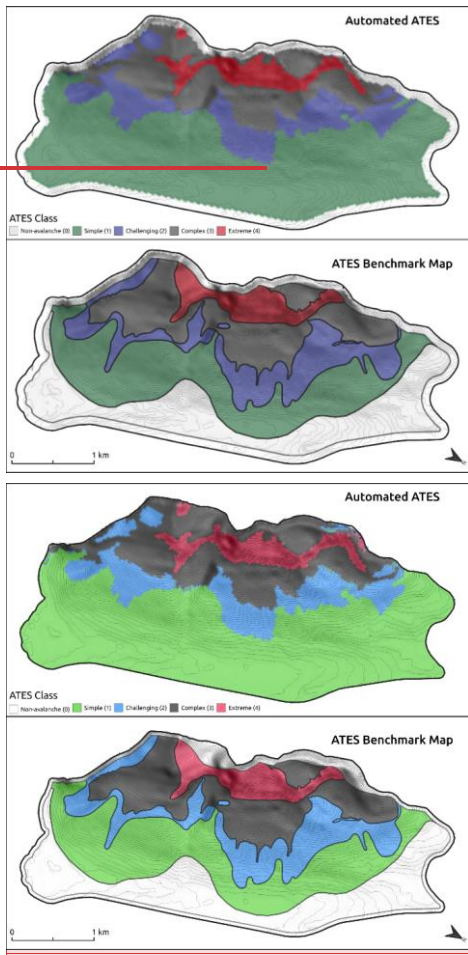 Automated ATES
ATES Class
Non-avalanche (0) Simple (1) Challenging (2) Complex (3) Extreme (4)
ATES Benchmark Map
0 1 km
Automated ATES
ATES Class
Non-avalanche (0) Simple (1) Challenging (2) Complex (3) Extreme (4)
ATES Benchmark Map
0 1 km